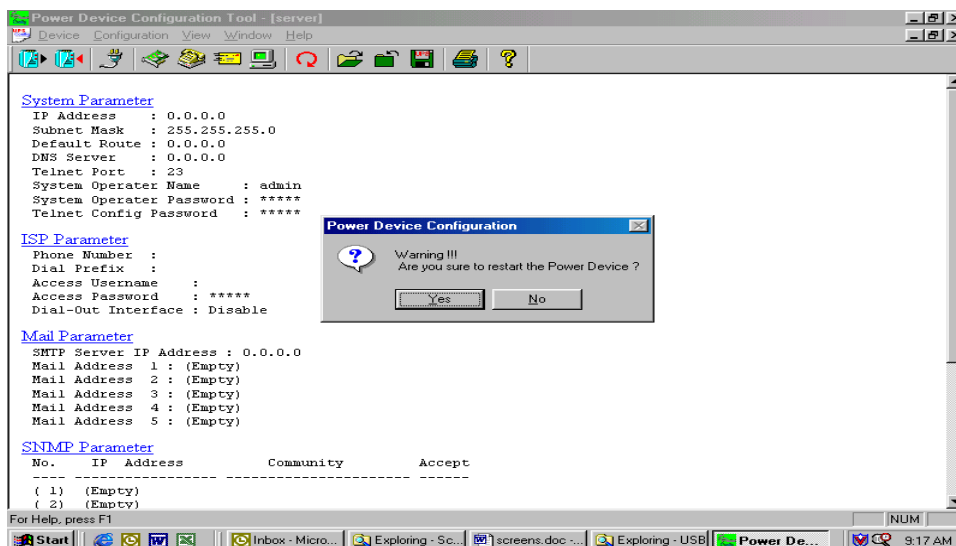 Power Device Configuration Tool - [server]
Device Configuration View Window Help
System Parameter
IP Address : 0.0.0.0
Subnet Mask : 255.255.255.0
Default Route : 0.0.0.0
DNS Server : 0.0.0.0
Telnet Port : 23
System Operater Name : admin
System Operater Password : *****
Telnet Config Password : *****
ISP Parameter
Phone Number :
Dial Prefix :
Access Username :
Access Password : *****
Dial-Out Interface : Disable
Mail Parameter
SMTP Server IP Address : 0.0.0.0
Mail Address 1 : (Empty)
Mail Address 2 : (Empty)
Mail Address 3 : (Empty)
Mail Address 4 : (Empty)
Mail Address 5 : (Empty)
SNMP Parameter
No. IP Address Community Accept
---- ------------------ --------------------- ------
( 1) (Empty)
( 2) (Empty)
Power Device Configuration
Warning !!!
Are you sure to restart the Power Device ?
Yes No
For Help, press F1 NUM
Start Inbox - Micro... Exploring - Sc... screens.doc -... Exploring - USB Power De... 9:17 AM